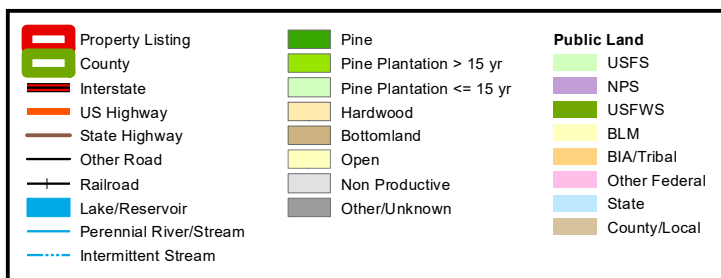 Property Listing
County
Interstate
US Highway
State Highway
Other Road
Railroad
Lake/Reservoir
Perennial River/Stream
Intermittent Stream
Pine
Pine Plantation > 15 yr
Pine Plantation <= 15 yr
Hardwood
Bottomland
Open
Non Productive
Other/Unknown
Public Land
USFS
NPS
USFWS
BLM
BIA/Tribal
Other Federal
State
County/Local